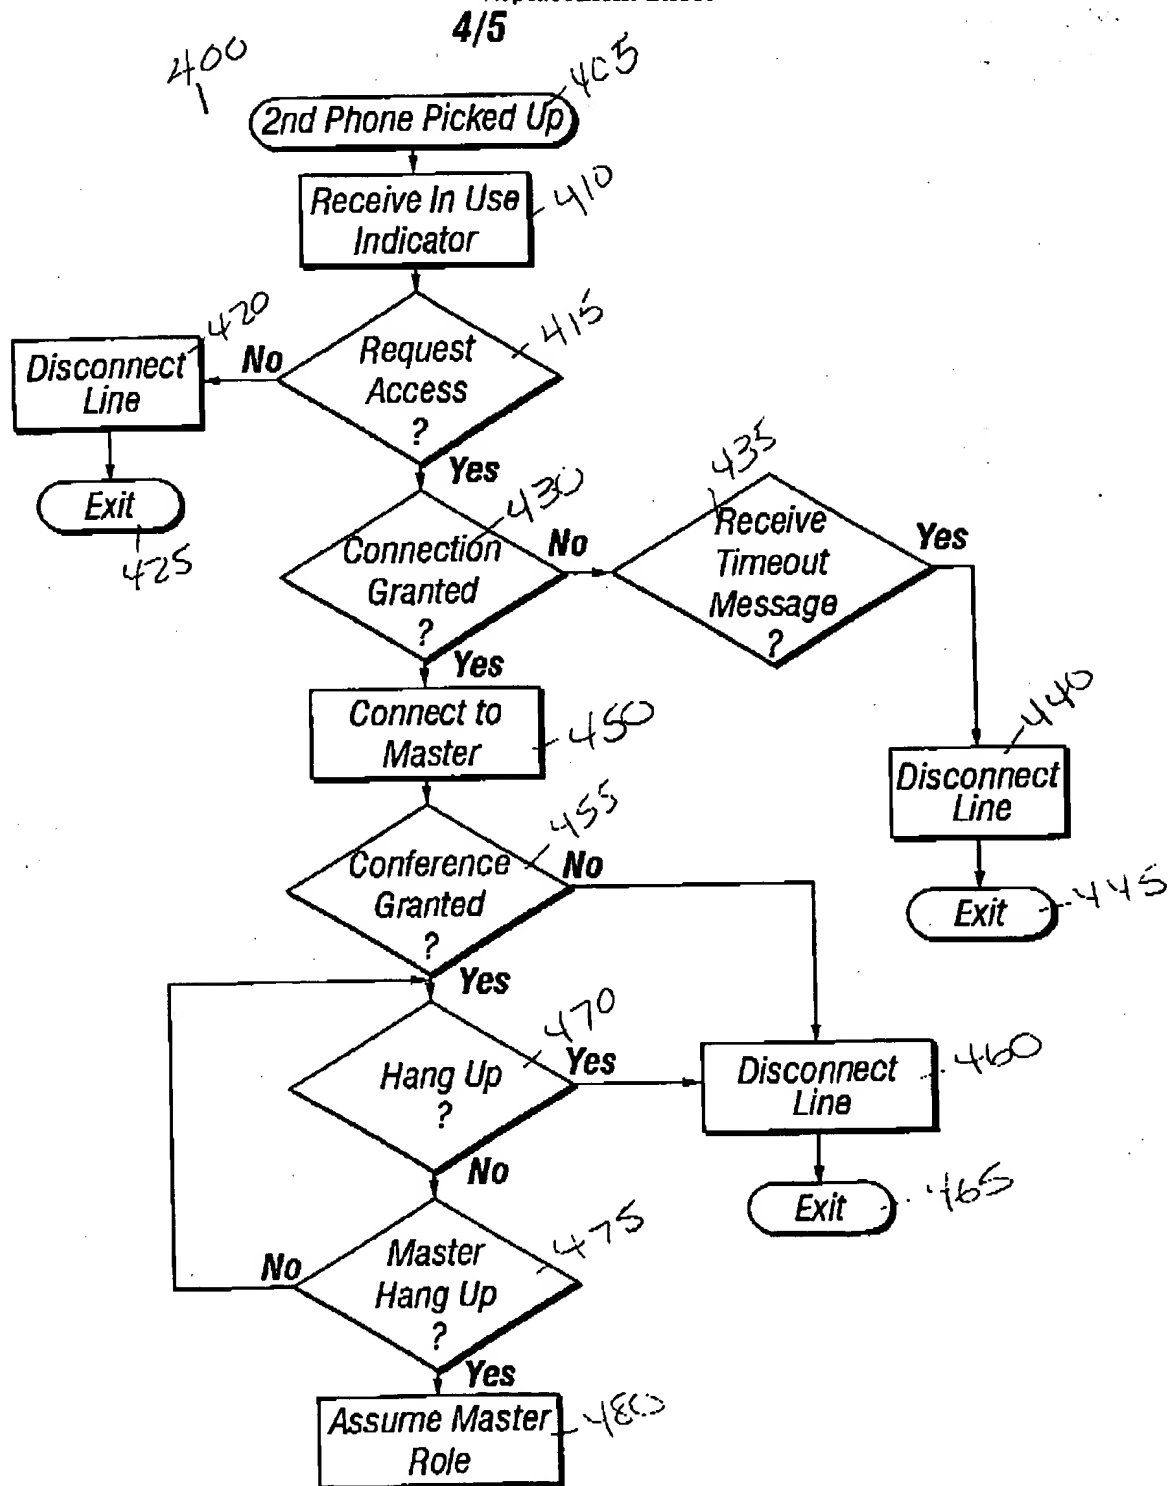 4/5
400
405
2nd Phone Picked Up
410
Receive In Use
Indicator
415
Request
Access
?
No
420
Disconnect
Line
Exit
425
Yes
430
Connection
Granted
?
No
435
Receive
Timeout
Message
?
Yes
440
Disconnect
Line
Exit
445
Yes
Connect to
Master
450
455
Conference
Granted
?
No
Yes
470
Hang Up
?
Yes
Disconnect
Line
460
Exit
465
No
475
Master
Hang Up
?
No
Yes
Assume Master
Role
480